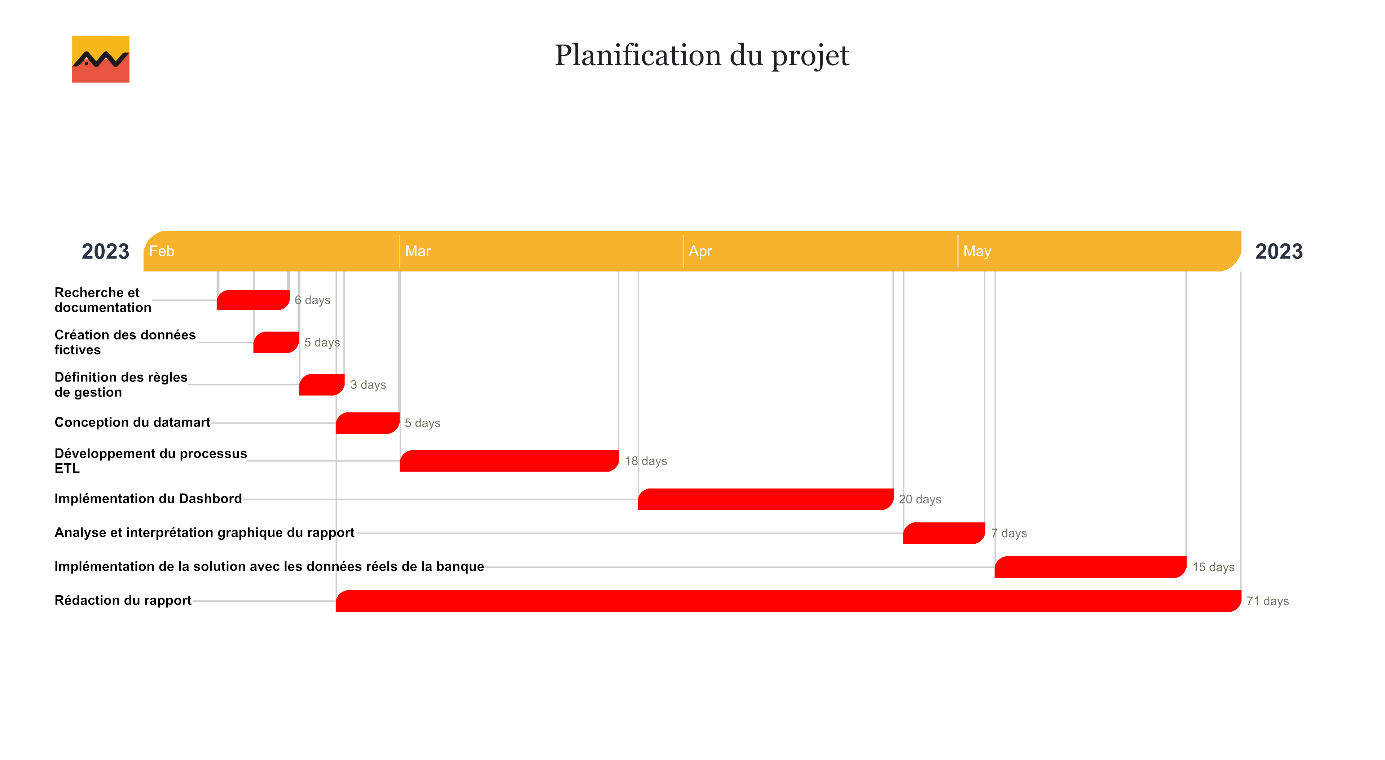 Planification du projet
2023 Feb Mar Apr May 2023
Recherche et
documentation
6 days
Création des données
fictives
5 days
Définition des règles
de gestion
3 days
Conception du datamart
5 days
Développement du processus
ETL
18 days
Implémentation du Dashbord
20 days
Analyse et interprétation graphique du rapport
7 days
Implémentation de la solution avec les données réels de la banque
15 days
Rédaction du rapport
71 days